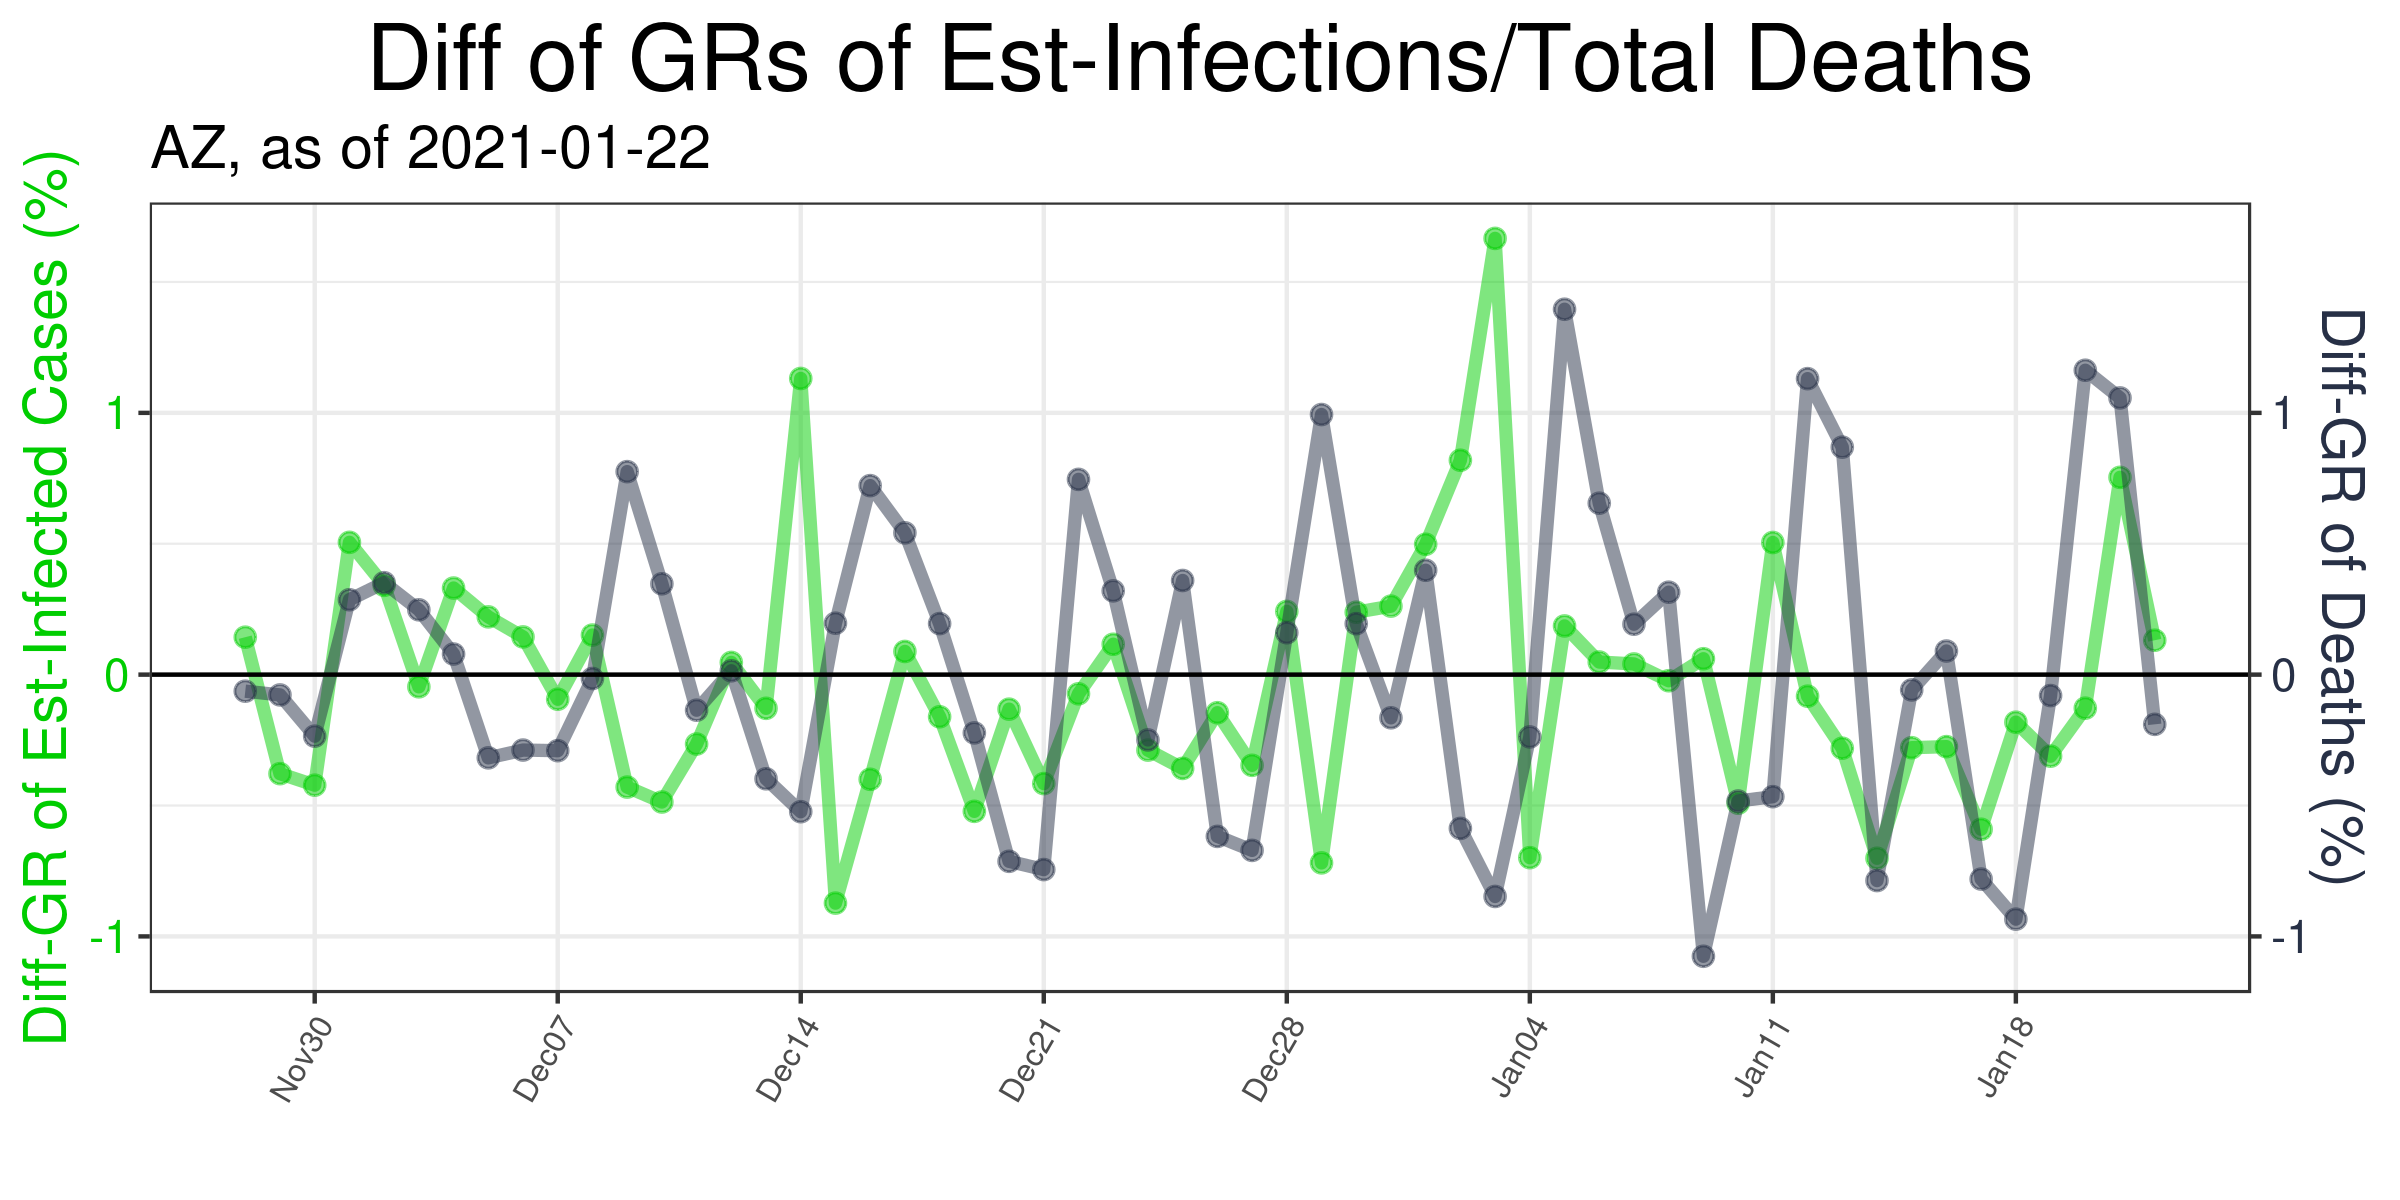 Diff of GRs of Est-Infections/Total Deaths
AZ, as of 2021-01-22
Diff-GR of Est-Infected Cases (%)
1
0
-1
1
0
-1
Diff-GR of Deaths (%)
Nov30
Dec07
Dec14
Dec21
Dec28
Jan04
Jan11
Jan18